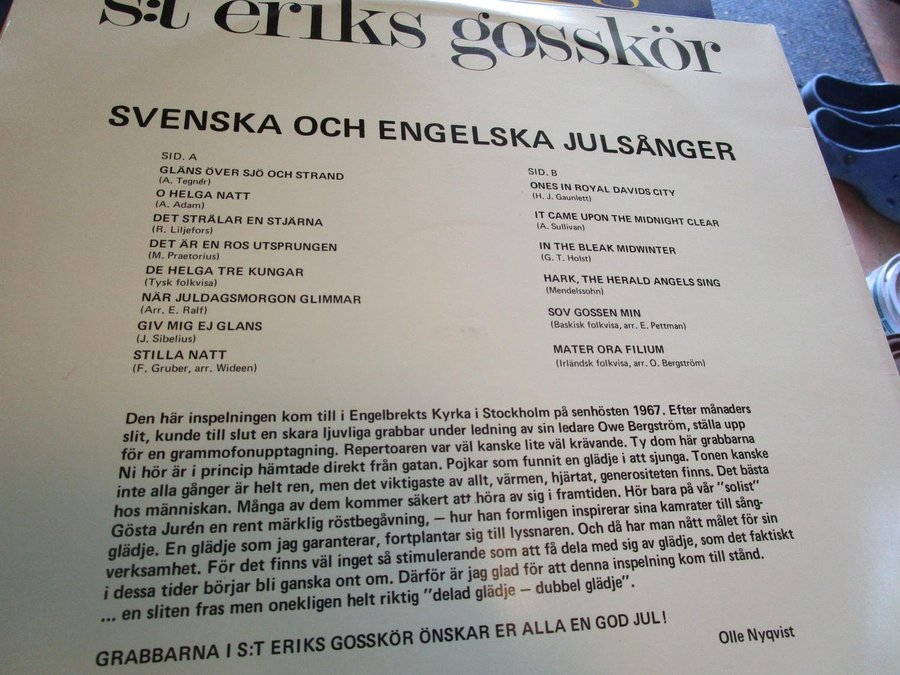 s:t eriks gosskör
SVENSKA OCH ENGELSKA JULSÅNGER
SID. A
GLÄNS ÖVER SJÖ OCH STRAND
(A. Tegnér)
O HELGA NATT
(A. Adam)
DET STRÅLAR EN STJÄRNA
(R. Liljefors)
DET ÄR EN ROS UTSPRUNGEN
(M. Praetorius)
DE HELGA TRE KUNGAR
(Tysk folkvisa)
NÄR JULDAGSMORGON GLIMMAR
(Arr. E. Ralf)
GIV MIG EJ GLANS
(J. Sibelius)
STILLA NATT
(F. Gruber, arr. Wideen)
SID. B
ONES IN ROYAL DAVIDS CITY
(H. J. Gaunlett)
IT CAME UPON THE MIDNIGHT CLEAR
(A. Sullivan)
IN THE BLEAK MIDWINTER
(G. T. Holst)
HARK, THE HERALD ANGELS SING
(Mendelssohn)
SOV GOSSEN MIN
(Baskisk folkvisa, arr. E. Pettman)
MATER ORA FILIUM
(Irländsk folkvisa, arr. O. Bergström)
Den här inspelningen kom till i Engelbrekts Kyrka i Stockholm på senhösten 1967. Efter månaders
slit, kunde till slut en skara ljuvliga grabbar under ledning av sin ledare Owe Bergström, ställa upp
för en grammofonupptagning. Repertoaren var väl kanske lite väl krävande. Ty dom här grabbarna
Ni hör är i princip hämtade direkt från gatan. Pojkar som funnit en glädje i att sjunga. Tonen kanske
inte alla gånger är helt ren, men det viktigaste av allt, värmen, hjärtat, generositeten finns. Det bästa
hos människan. Många av dem kommer säkert att höra av sig i framtiden. Hör bara på vår "solist"
Gösta Jurén en rent märklig röstbegåvning, – hur han formligen inspirerar sina kamrater till sång-
glädje. En glädje som jag garanterar, fortplantar sig till lyssnaren. Och då har man nått målet för sin
verksamhet. För det finns väl inget så stimulerande som att få dela med sig av glädje, som det faktiskt
i dessa tider börjar bli ganska ont om. Därför är jag glad för att denna inspelning kom till stånd.
... en sliten fras men onekligen helt riktig "delad glädje – dubbel glädje".
GRABBARNA I S:T ERIKS GOSSKÖR ÖNSKAR ER ALLA EN GOD JUL!
Olle Nyqvist